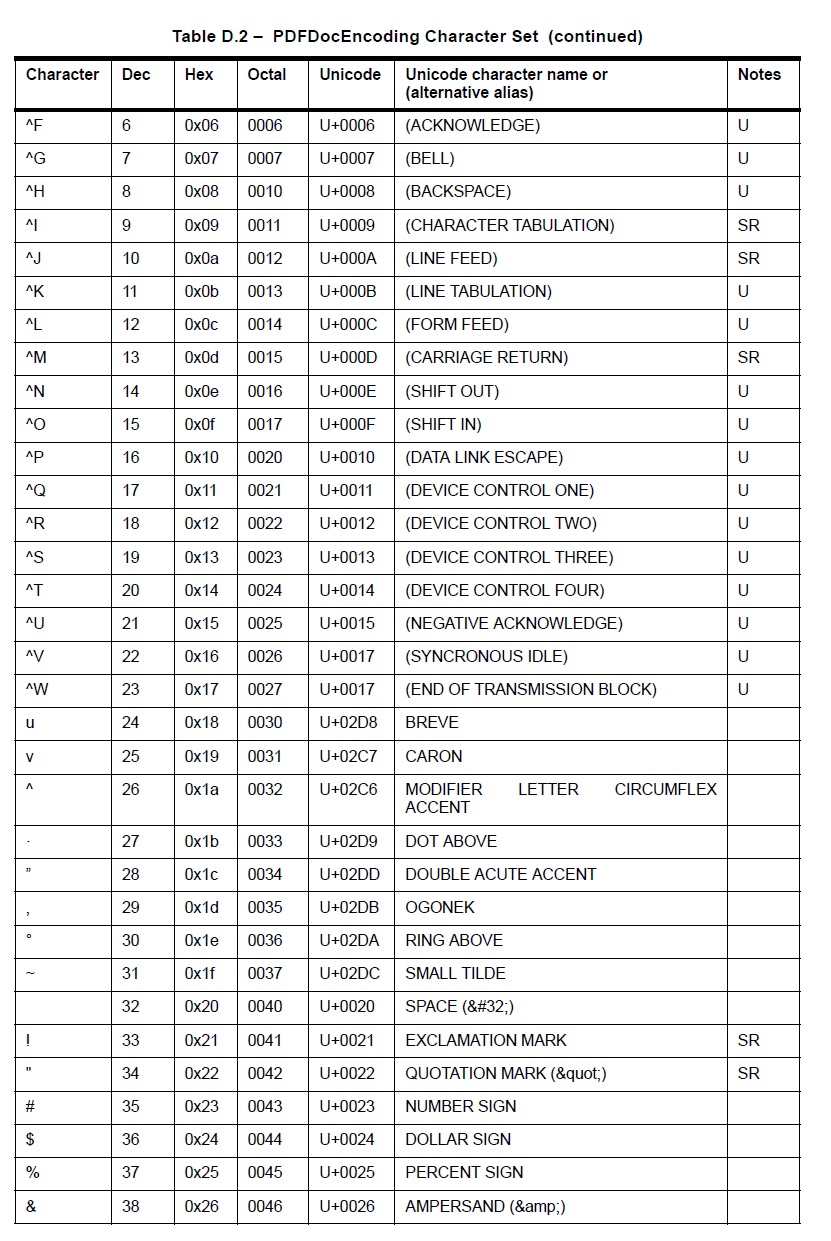 Table D.2 – PDFDocEncoding Character Set (continued)
Character Dec Hex Octal Unicode Unicode character name or (alternative alias) Notes
^F 6 0x06 0006 U+0006 (ACKNOWLEDGE) U
^G 7 0x07 0007 U+0007 (BELL) U
^H 8 0x08 0010 U+0008 (BACKSPACE) U
^I 9 0x09 0011 U+0009 (CHARACTER TABULATION) SR
^J 10 0x0a 0012 U+000A (LINE FEED) SR
^K 11 0x0b 0013 U+000B (LINE TABULATION) U
^L 12 0x0c 0014 U+000C (FORM FEED) U
^M 13 0x0d 0015 U+000D (CARRIAGE RETURN) SR
^N 14 0x0e 0016 U+000E (SHIFT OUT) U
^O 15 0x0f 0017 U+000F (SHIFT IN) U
^P 16 0x10 0020 U+0010 (DATA LINK ESCAPE) U
^Q 17 0x11 0021 U+0011 (DEVICE CONTROL ONE) U
^R 18 0x12 0022 U+0012 (DEVICE CONTROL TWO) U
^S 19 0x13 0023 U+0013 (DEVICE CONTROL THREE) U
^T 20 0x14 0024 U+0014 (DEVICE CONTROL FOUR) U
^U 21 0x15 0025 U+0015 (NEGATIVE ACKNOWLEDGE) U
^V 22 0x16 0026 U+0017 (SYNCRONOUS IDLE) U
^W 23 0x17 0027 U+0017 (END OF TRANSMISSION BLOCK) U
u 24 0x18 0030 U+02D8 BREVE
v 25 0x19 0031 U+02C7 CARON
^ 26 0x1a 0032 U+02C6 MODIFIER LETTER CIRCUMFLEX
ACCENT
· 27 0x1b 0033 U+02D9 DOT ABOVE
” 28 0x1c 0034 U+02DD DOUBLE ACUTE ACCENT
, 29 0x1d 0035 U+02DB OGONEK
° 30 0x1e 0036 U+02DA RING ABOVE
~ 31 0x1f 0037 U+02DC SMALL TILDE
32 0x20 0040 U+0020 SPACE (&#32;)
! 33 0x21 0041 U+0021 EXCLAMATION MARK SR
" 34 0x22 0042 U+0022 QUOTATION MARK (&quot;) SR
# 35 0x23 0043 U+0023 NUMBER SIGN
$ 36 0x24 0044 U+0024 DOLLAR SIGN
% 37 0x25 0045 U+0025 PERCENT SIGN
& 38 0x26 0046 U+0026 AMPERSAND (&amp;)